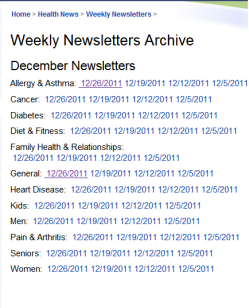 Home > Health News > Weekly Newsletters >
Weekly Newsletters Archive
December Newsletters
Allergy & Asthma: 12/26/2011 12/19/2011 12/12/2011 12/5/2011
Cancer: 12/26/2011 12/19/2011 12/12/2011 12/5/2011
Diabetes: 12/26/2011 12/19/2011 12/12/2011 12/5/2011
Diet & Fitness: 12/26/2011 12/19/2011 12/12/2011 12/5/2011
Family Health & Relationships:
12/26/2011 12/19/2011 12/12/2011 12/5/2011
General: 12/26/2011 12/19/2011 12/12/2011 12/5/2011
Heart Disease: 12/26/2011 12/19/2011 12/12/2011 12/5/2011
Kids: 12/26/2011 12/19/2011 12/12/2011 12/5/2011
Men: 12/26/2011 12/19/2011 12/12/2011 12/5/2011
Pain & Arthritis: 12/26/2011 12/19/2011 12/12/2011 12/5/2011
Seniors: 12/26/2011 12/19/2011 12/12/2011 12/5/2011
Women: 12/26/2011 12/19/2011 12/12/2011 12/5/2011